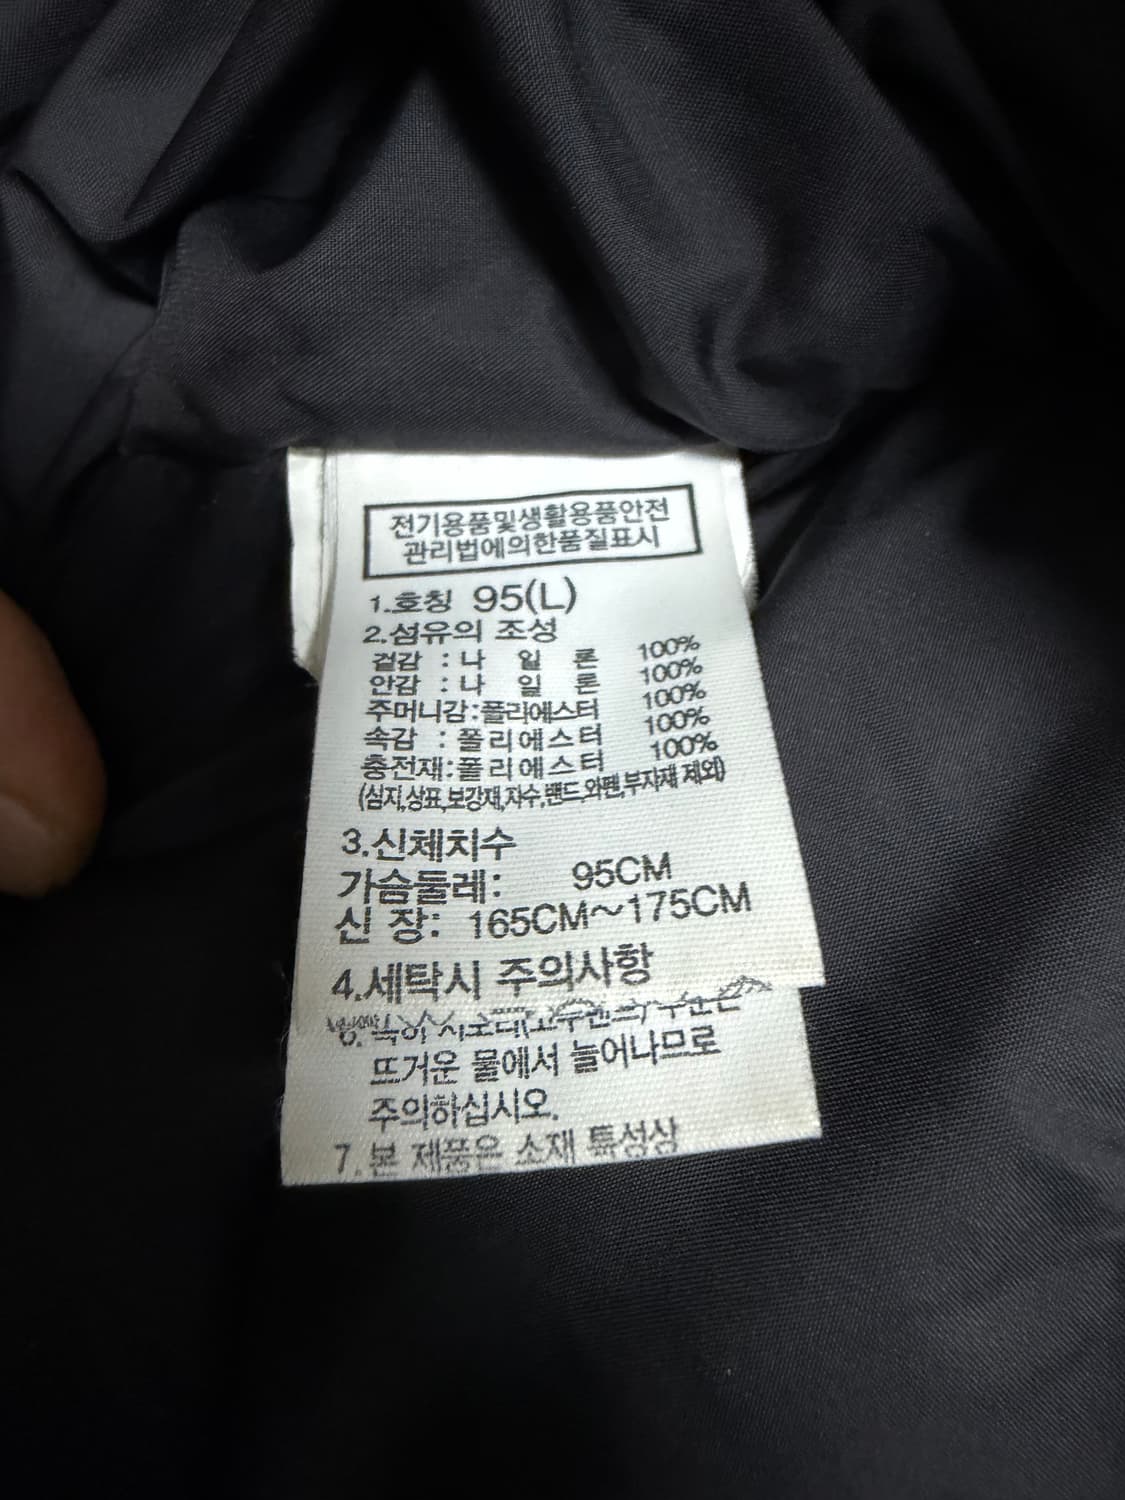 전기용품및생활용품안전
관리법에의한품질표시
1.호칭 95(L)
2.섬유의 조성
겉감 : 나 일 론 100%
안감 : 나 일 론 100%
주머니감:폴리에스터 100%
속감 : 폴리에스터 100%
충전재:폴리에스터 100%
(심지,상표,보강재,자수,밴드,와펜,부자재 제외)
3.신체치수
가슴둘레: 95CM
신 장: 165CM~175CM
4.세탁시 주의사항
뜨거운 물에서 늘어나므로
주의하십시오.
7.본 제품은 소재 특성상